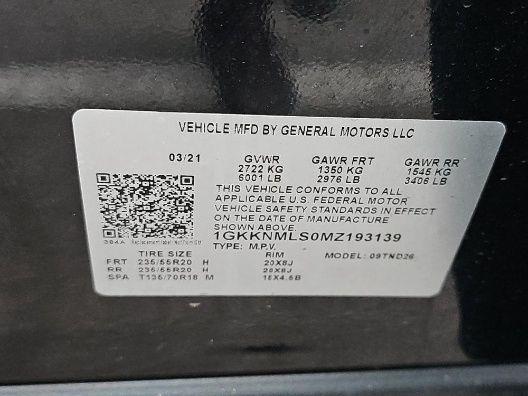 VEHICLE MFD BY GENERAL MOTORS LLC
03/21 GVWR GAWR FRT GAWR RR
2722 KG 1350 KG 1545 KG
6001 LB 2976 LB 3406 LB
THIS VEHICLE CONFORMS TO ALL
APPLICABLE U.S. FEDERAL MOTOR
VEHICLE SAFETY STANDARDS IN EFFECT
ON THE DATE OF MANUFACTURE
SHOWN ABOVE.
1GKKNMLS0MZ193139
TYPE: M.P.V. MODEL: 09TND26
TIRE SIZE RIM
FRT 235/55R20 H 20X8J
RR 235/55R20 H 20X8J
SPA T135/70R18 M 18X4.5B